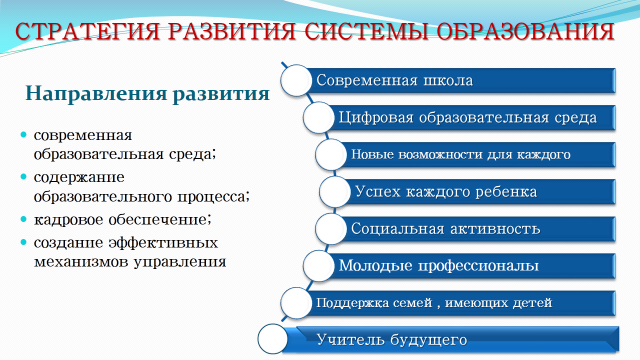 СТРАТЕГИЯ РАЗВИТИЯ СИСТЕМЫ ОБРАЗОВАНИЯ
Направления развития
современная
образовательная среда;
содержание
образовательного процесса;
кадровое обеспечение;
создание эффективных
механизмов управления
Современная школа
Цифровая образовательная среда
Новые возможности для каждого
Успех каждого ребенка
Социальная активность
Молодые профессионалы
Поддержка семей , имеющих детей
Учитель будущего